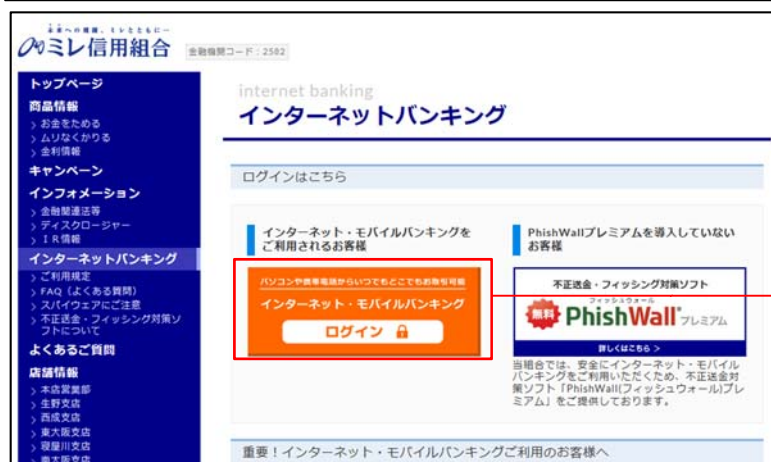 未来への飛躍、ミレとともに…
ミレ信用組合
金融機関コード：2582
トップページ
商品情報
> お金をためる
> ムリなくかりる
> 金利情報
キャンペーン
インフォメーション
> 金融関連法等
> ディスクロージャー
> ＩＲ情報
インターネットバンキング
> ご利用規定
> FAQ（よくある質問）
> スパイウェアにご注意
> 不正送金・フィッシング対策ソ
フトについて
よくあるご質問
店舗情報
> 本店営業部
> 生野支店
> 西成支店
> 東大阪支店
> 寝屋川支店
> 南大阪支店
internet banking
インターネットバンキング
ログインはこちら
インターネット・モバイルバンキングを
ご利用されるお客様
パソコンや携帯電話からいつでもどこでもお取引可能
インターネット・モバイルバンキング
ログイン
PhishWallプレミアムを導入していない
お客様
不正送金・フィッシング対策ソフト
フィッシュウォール
無料 PhishWall プレミアム
詳しくはこちら >
当組合では、安全にインターネット・モバイル
バンキングをご利用いただくため、不正送金対
策ソフト「PhishWall(フィッシュウォール)プレ
ミアム」をご提供しております。
重要！インターネット・モバイルバンキングご利用のお客様へ